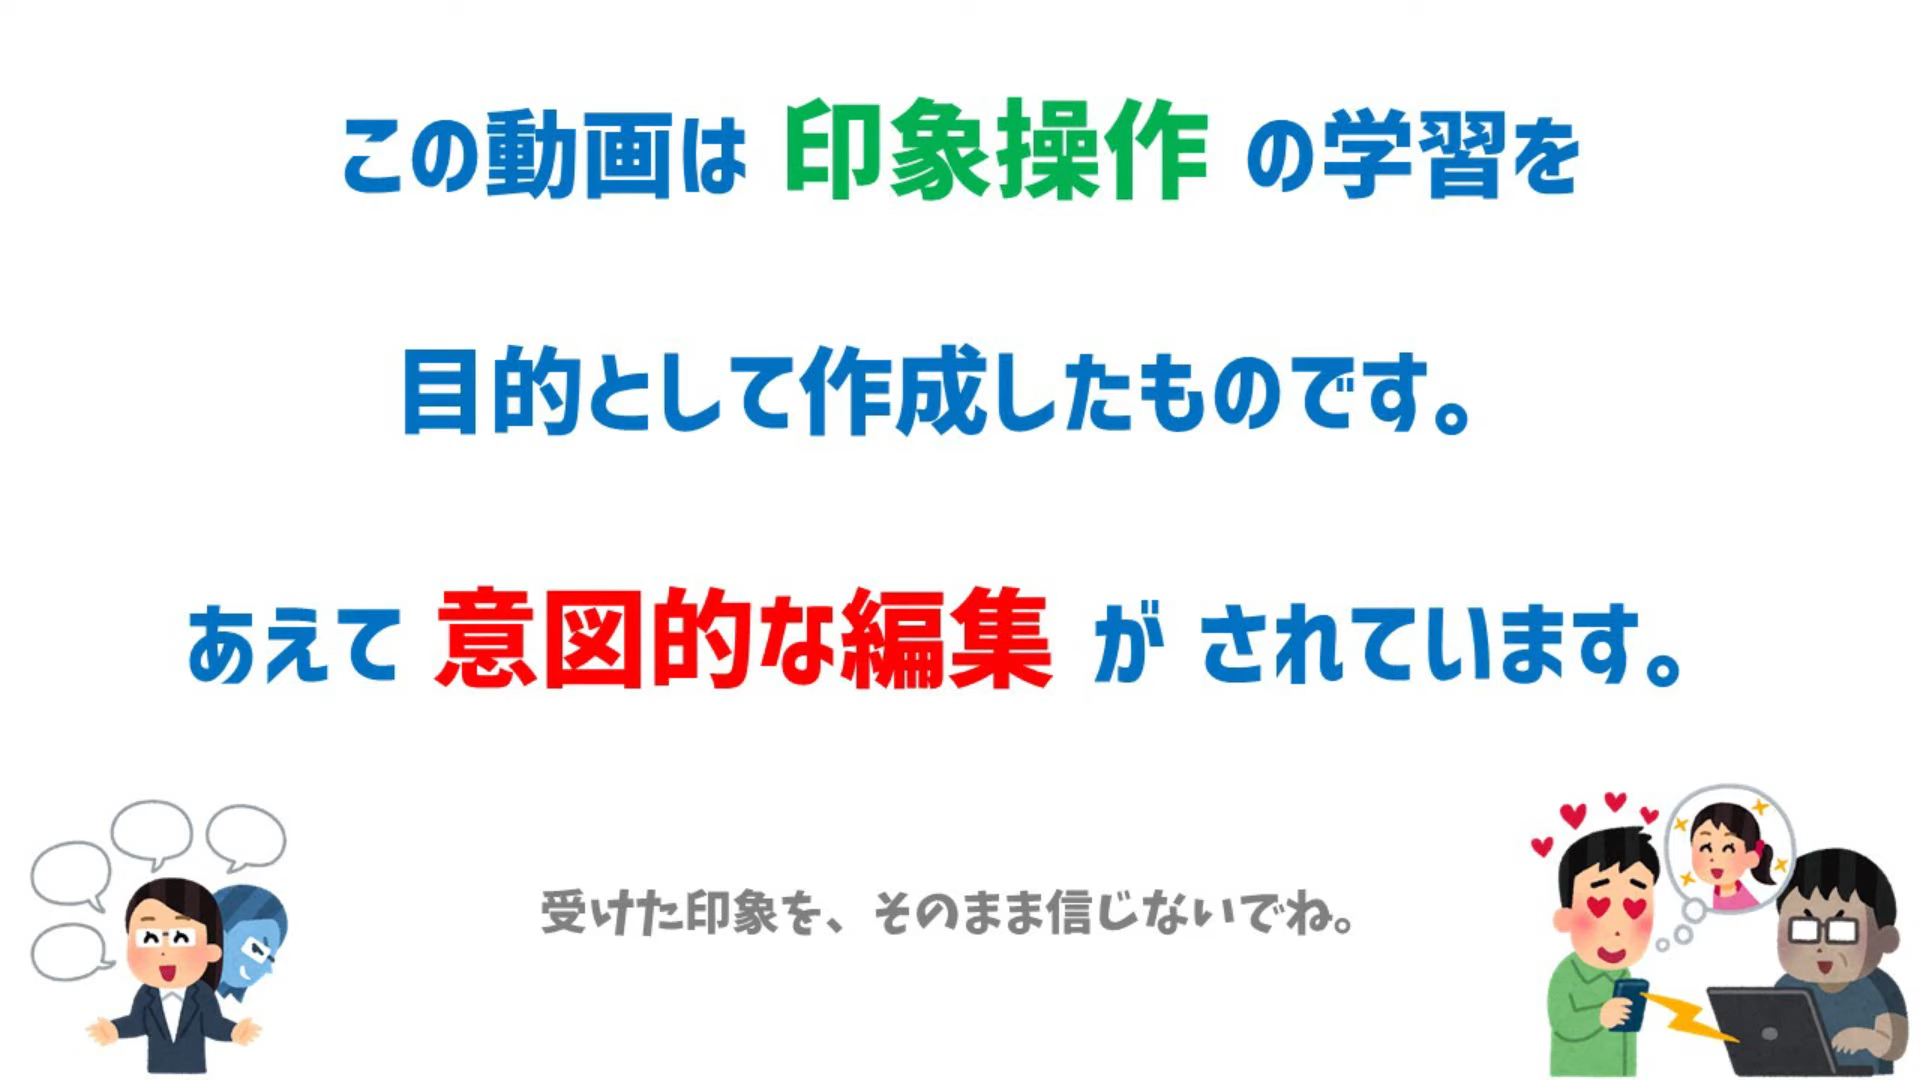 この動画は 印象操作 の学習を
目的として作成したものです。
あえて 意図的な編集 が されています。
受けた印象を、そのまま信じないでね。